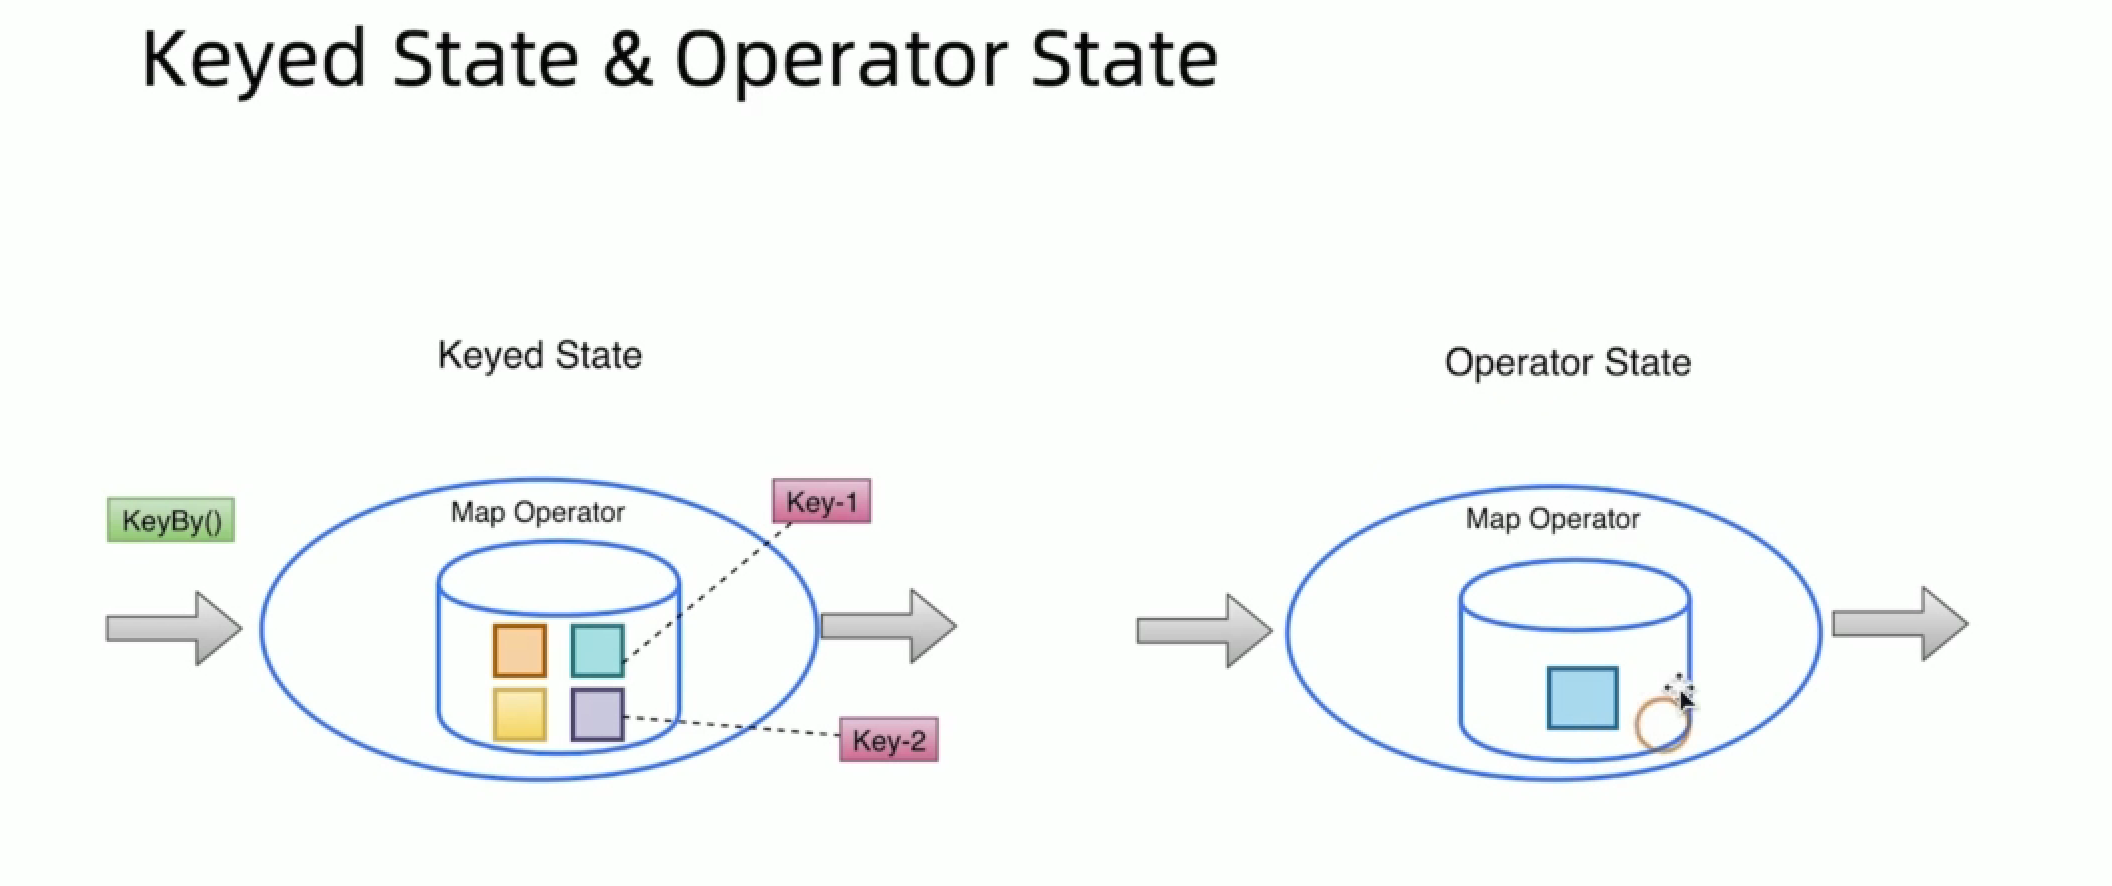 Keyed State & Operator State
Keyed State
KeyBy()
Map Operator
Key-1
Key-2
Operator State
Map Operator